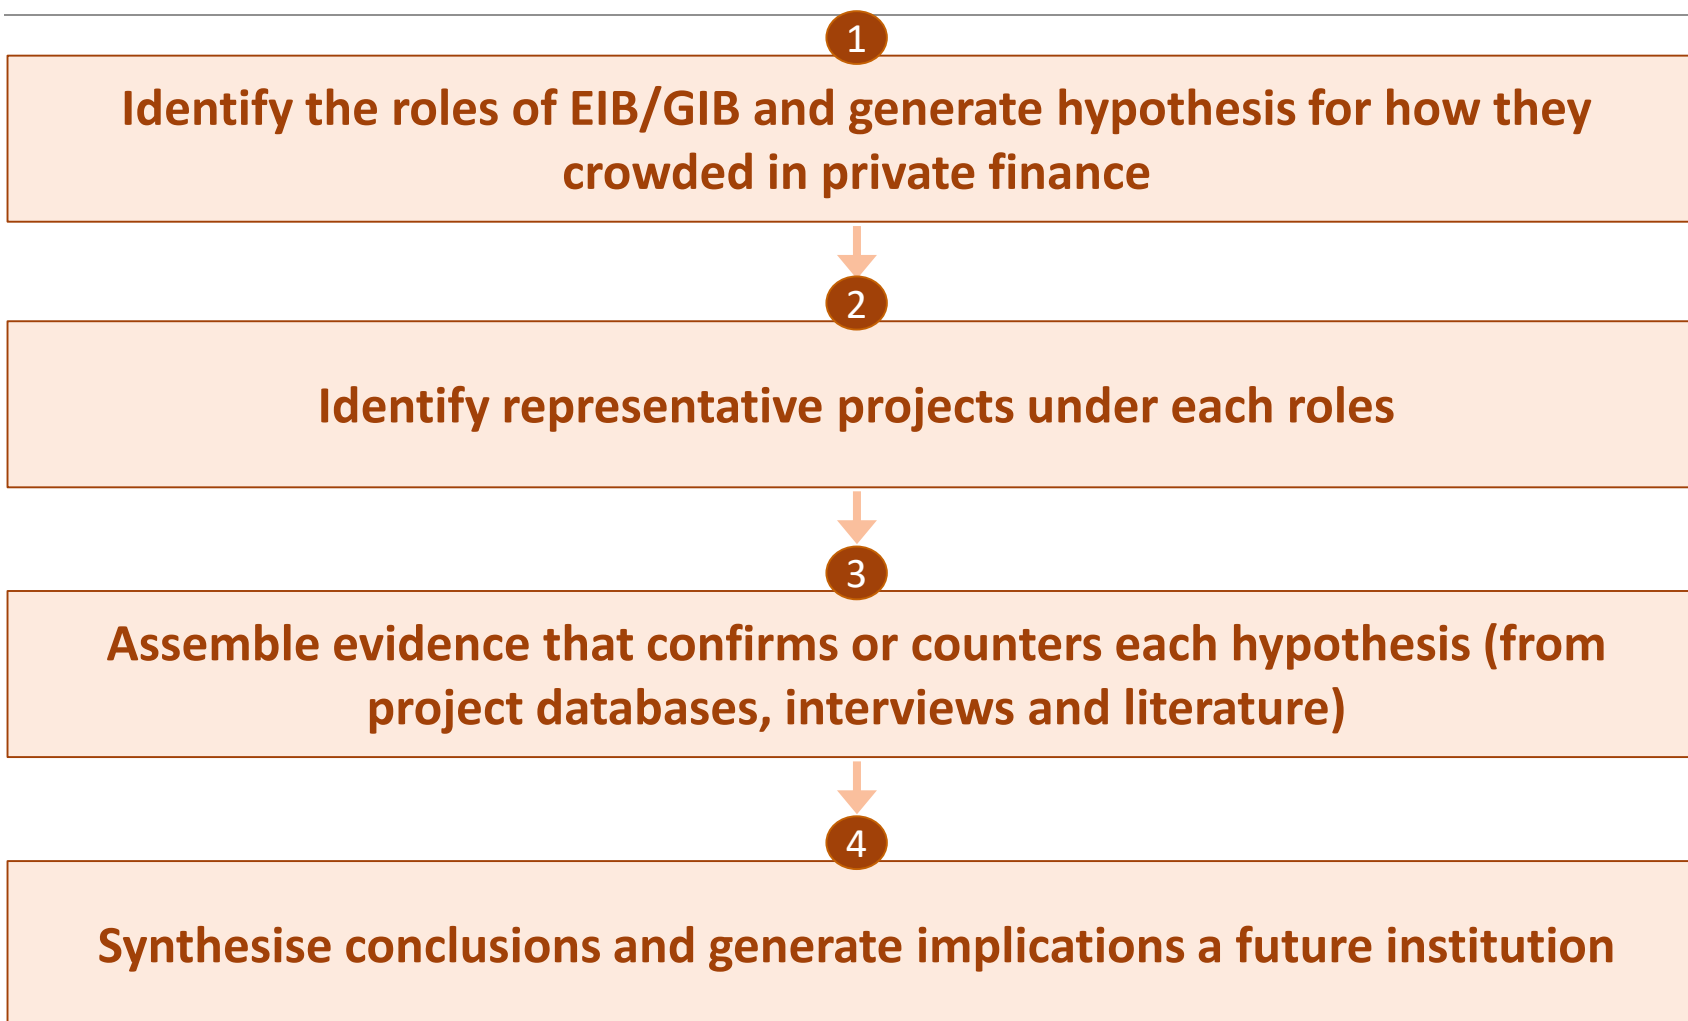 1
Identify the roles of EIB/GIB and generate hypothesis for how they
crowded in private finance
2
Identify representative projects under each roles
3
Assemble evidence that confirms or counters each hypothesis (from
project databases, interviews and literature)
4
Synthesise conclusions and generate implications a future institution